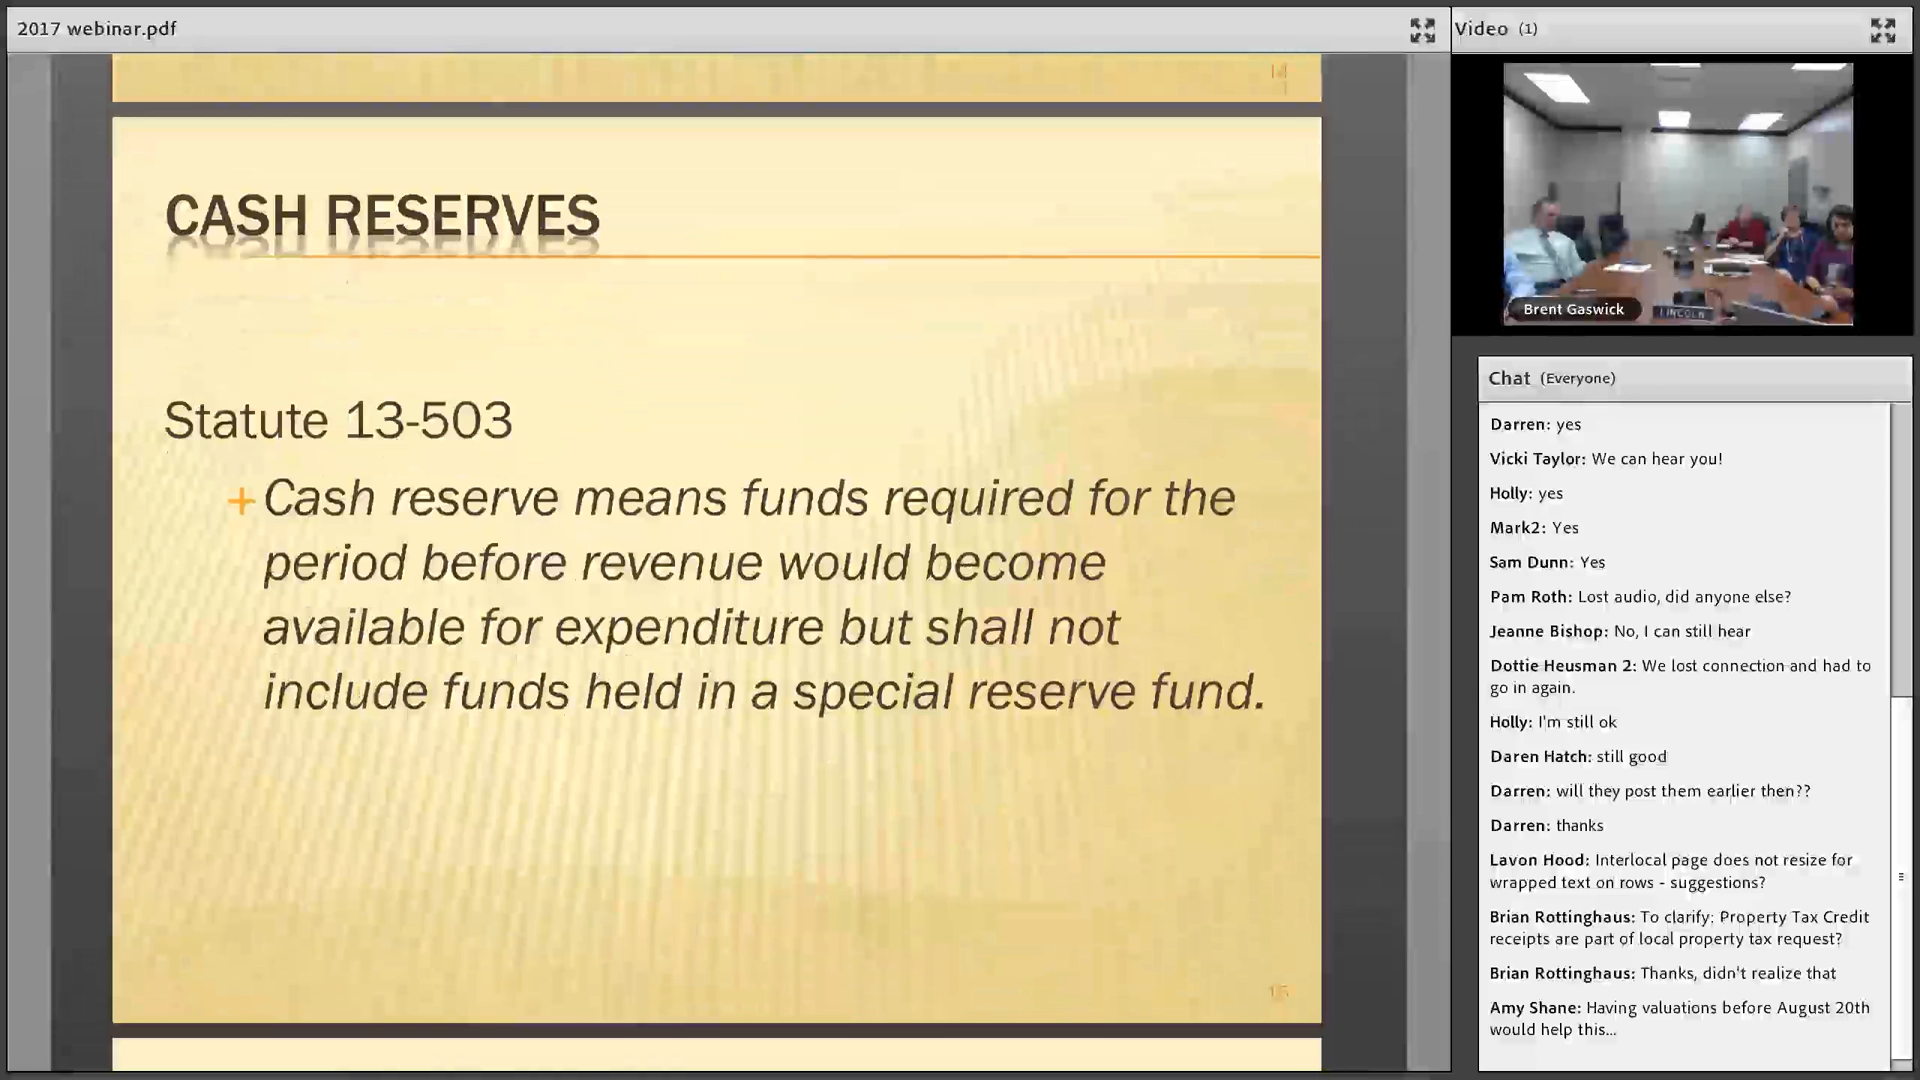 2017 webinar.pdf
14
CASH RESERVES
Statute 13-503
+Cash reserve means funds required for the
period before revenue would become
available for expenditure but shall not
include funds held in a special reserve fund.
15
Video (1)
Brent Gaswick
LINCOLN
Chat (Everyone)
Darren: yes
Vicki Taylor: We can hear you!
Holly: yes
Mark2: Yes
Sam Dunn: Yes
Pam Roth: Lost audio, did anyone else?
Jeanne Bishop: No, I can still hear
Dottie Heusman 2: We lost connection and had to
go in again.
Holly: I'm still ok
Daren Hatch: still good
Darren: will they post them earlier then??
Darren: thanks
Lavon Hood: Interlocal page does not resize for
wrapped text on rows - suggestions?
Brian Rottinghaus: To clarify; Property Tax Credit
receipts are part of local property tax request?
Brian Rottinghaus: Thanks, didn't realize that
Amy Shane: Having valuations before August 20th
would help this...